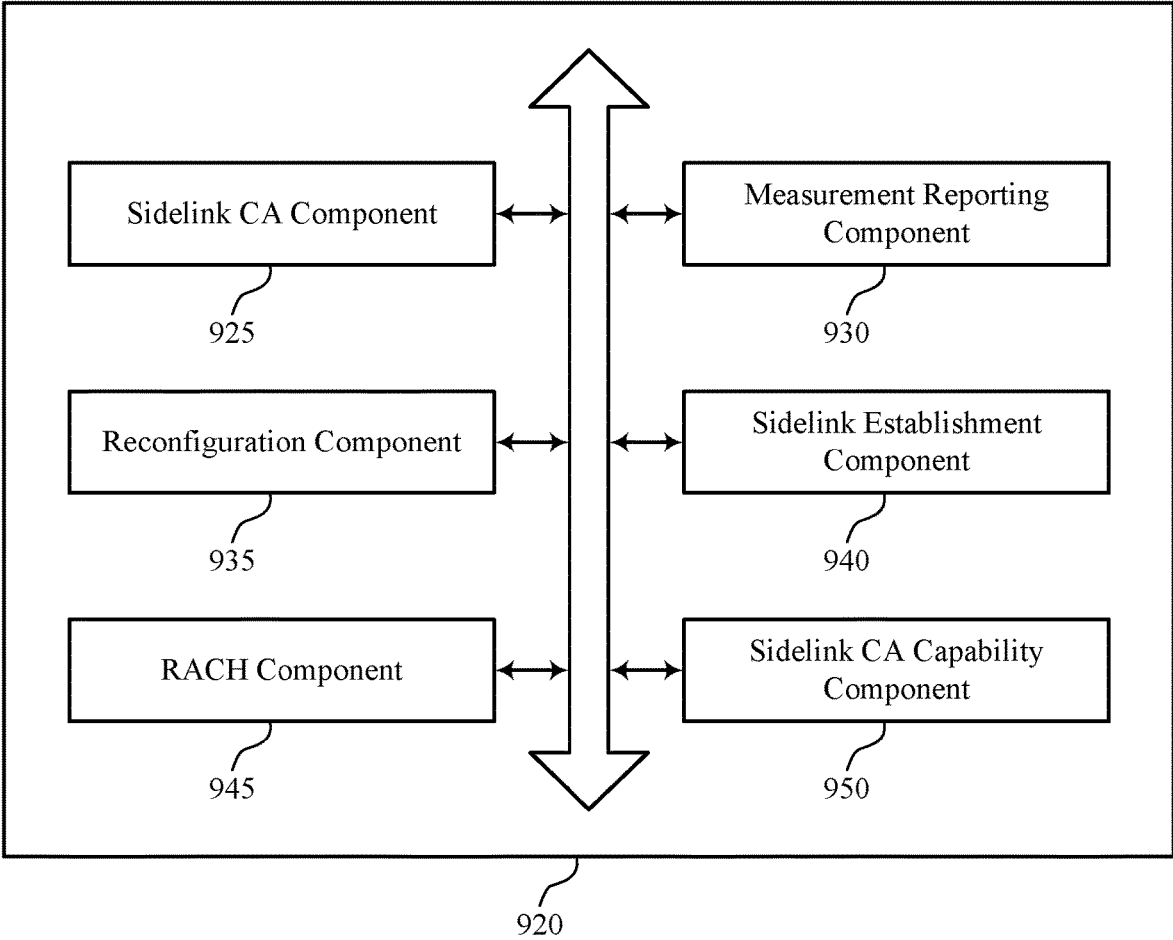 Sidelink CA Component
925
Measurement Reporting
Component
930
Reconfiguration Component
935
Sidelink Establishment
Component
940
RACH Component
945
Sidelink CA Capability
Component
950
920